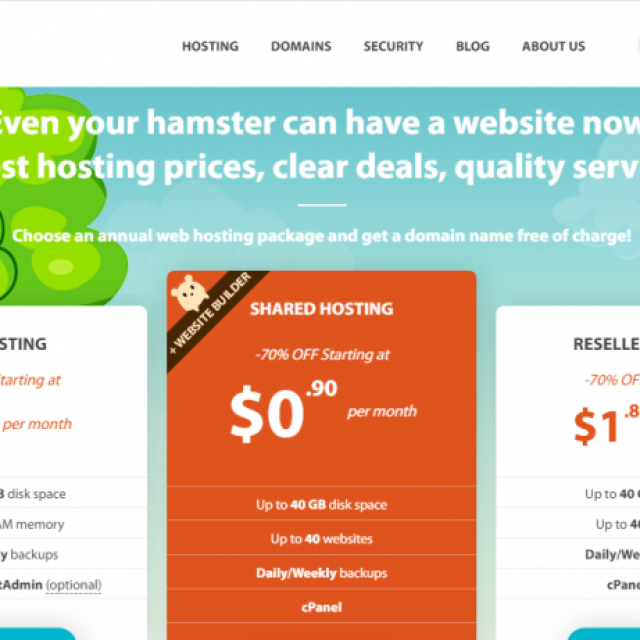 HOSTING DOMAINS SECURITY BLOG ABOUT US
Even your hamster can have a website now
st hosting prices, clear deals, quality serv
Choose an annual web hosting package and get a domain name free of charge!
STING
tarting at
per month
B disk space
AM memory
y backups
tAdmin (optional)
+ WEBSITE BUILDER
SHARED HOSTING
-70% OFF Starting at
$0.90 per month
Up to 40 GB disk space
Up to 40 websites
Daily/Weekly backups
cPanel
RESELLE
-70% OF
$1.8
Up to 40
Up to 40
Daily/We
cPane